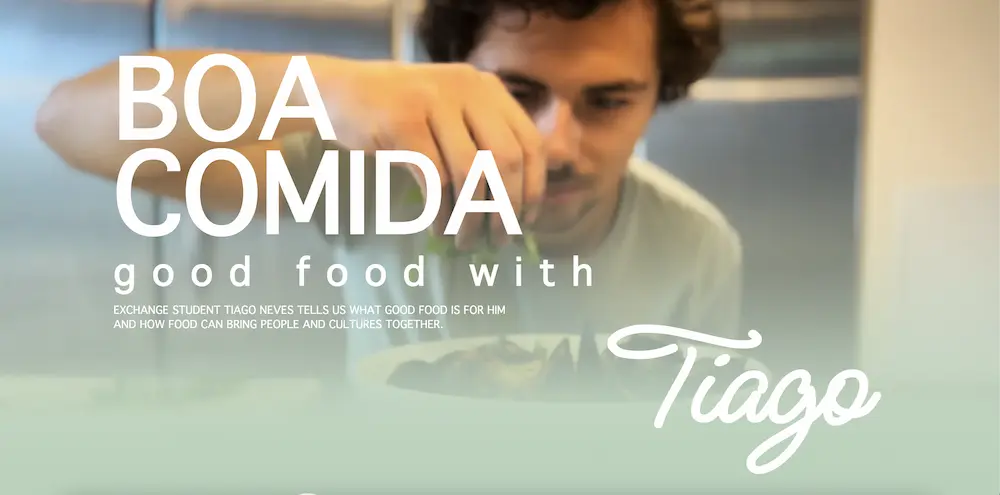 BOA
COMIDA
good food with
EXCHANGE STUDENT TIAGO NEVES TELLS US WHAT GOOD FOOD IS FOR HIM
AND HOW FOOD CAN BRING PEOPLE AND CULTURES TOGETHER.
Tiago